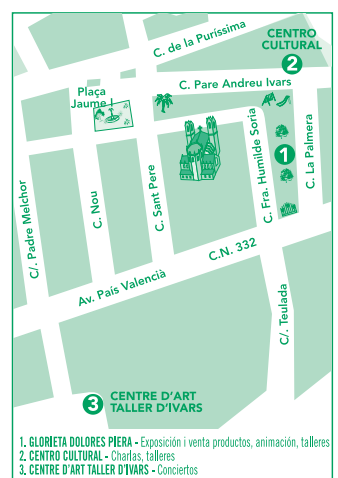 C. de la Puríssima
CENTRO
CULTURAL
2
C. Pare Andreu Ivars
Plaça
Jaume I
C. Fra. Humilde Soria
1
C. La Palmera
C. Sant Pere
C. Nou
C/. Padre Melchor
C.N. 332
Av. País Valencià
C/. Teulada
3
CENTRE D'ART
TALLER D'IVARS
1. GLORIETA DOLORES PIERA - Exposición i venta productos, animación, talleres
2. CENTRO CULTURAL - Charlas, talleres
3. CENTRE D'ART TALLER D'IVARS - Conciertos